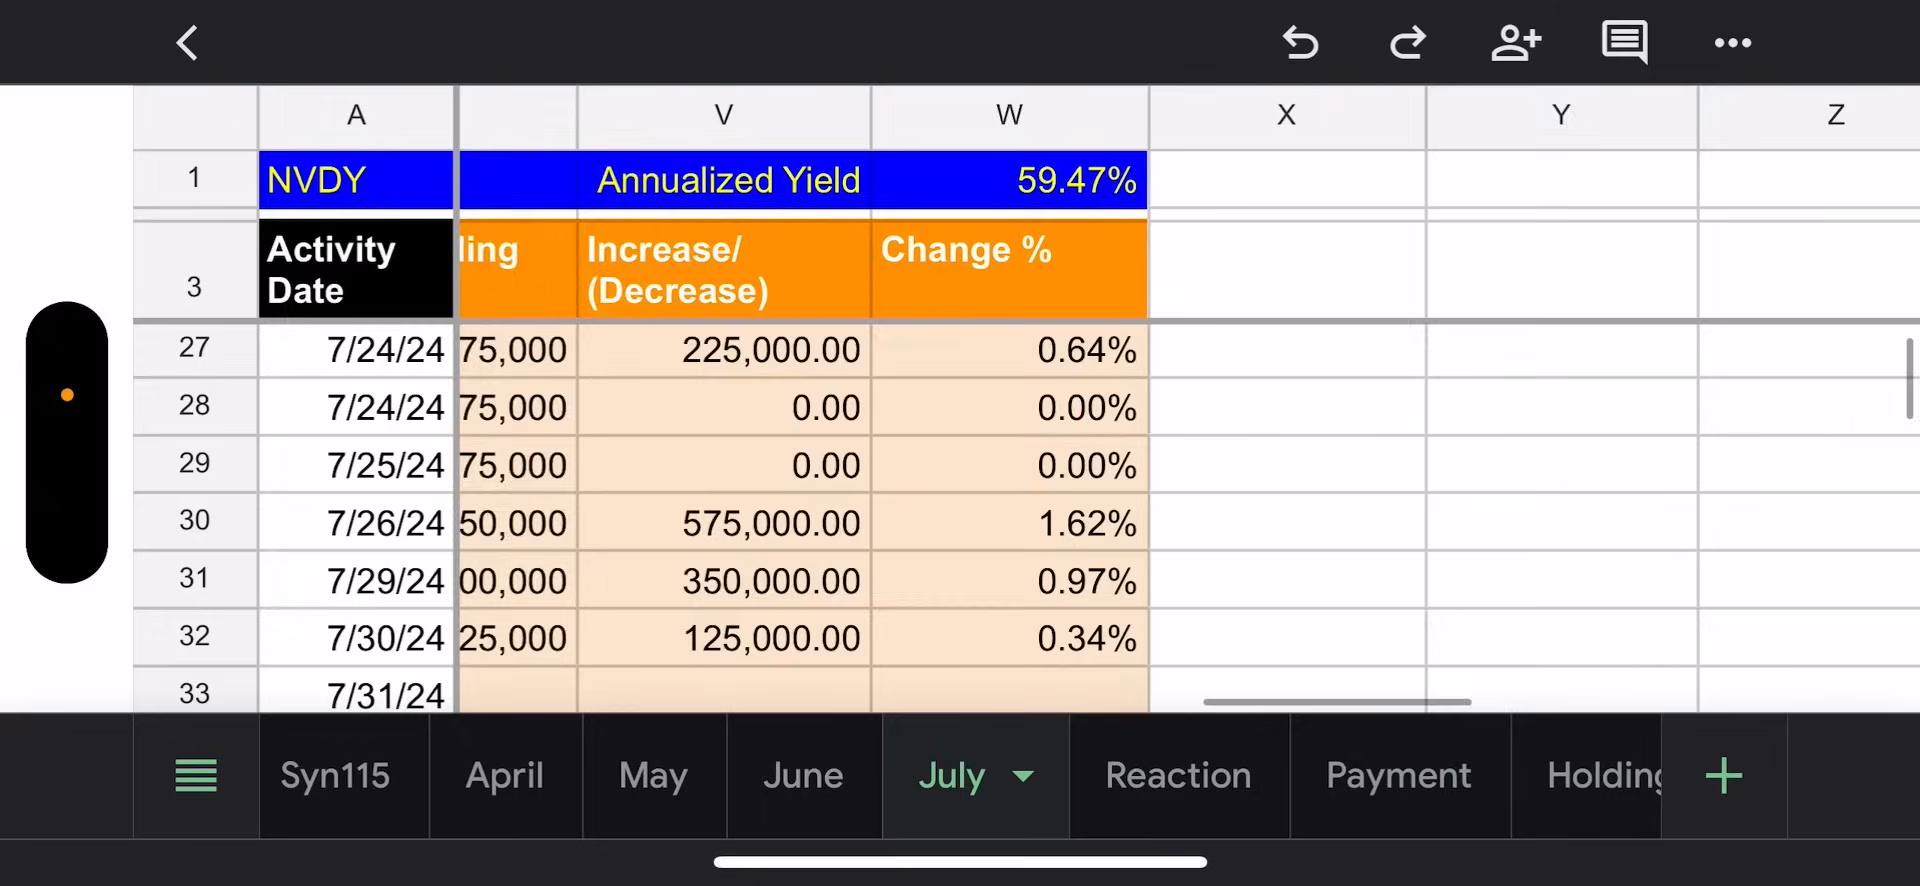 A V W X Y Z
1 NVDY Annualized Yield 59.47%
3 Activity Date ling Increase/ (Decrease) Change %
27 7/24/24 75,000 225,000.00 0.64%
28 7/24/24 75,000 0.00 0.00%
29 7/25/24 75,000 0.00 0.00%
30 7/26/24 50,000 575,000.00 1.62%
31 7/29/24 00,000 350,000.00 0.97%
32 7/30/24 25,000 125,000.00 0.34%
33 7/31/24
Syn115 April May June July Reaction Payment Holding